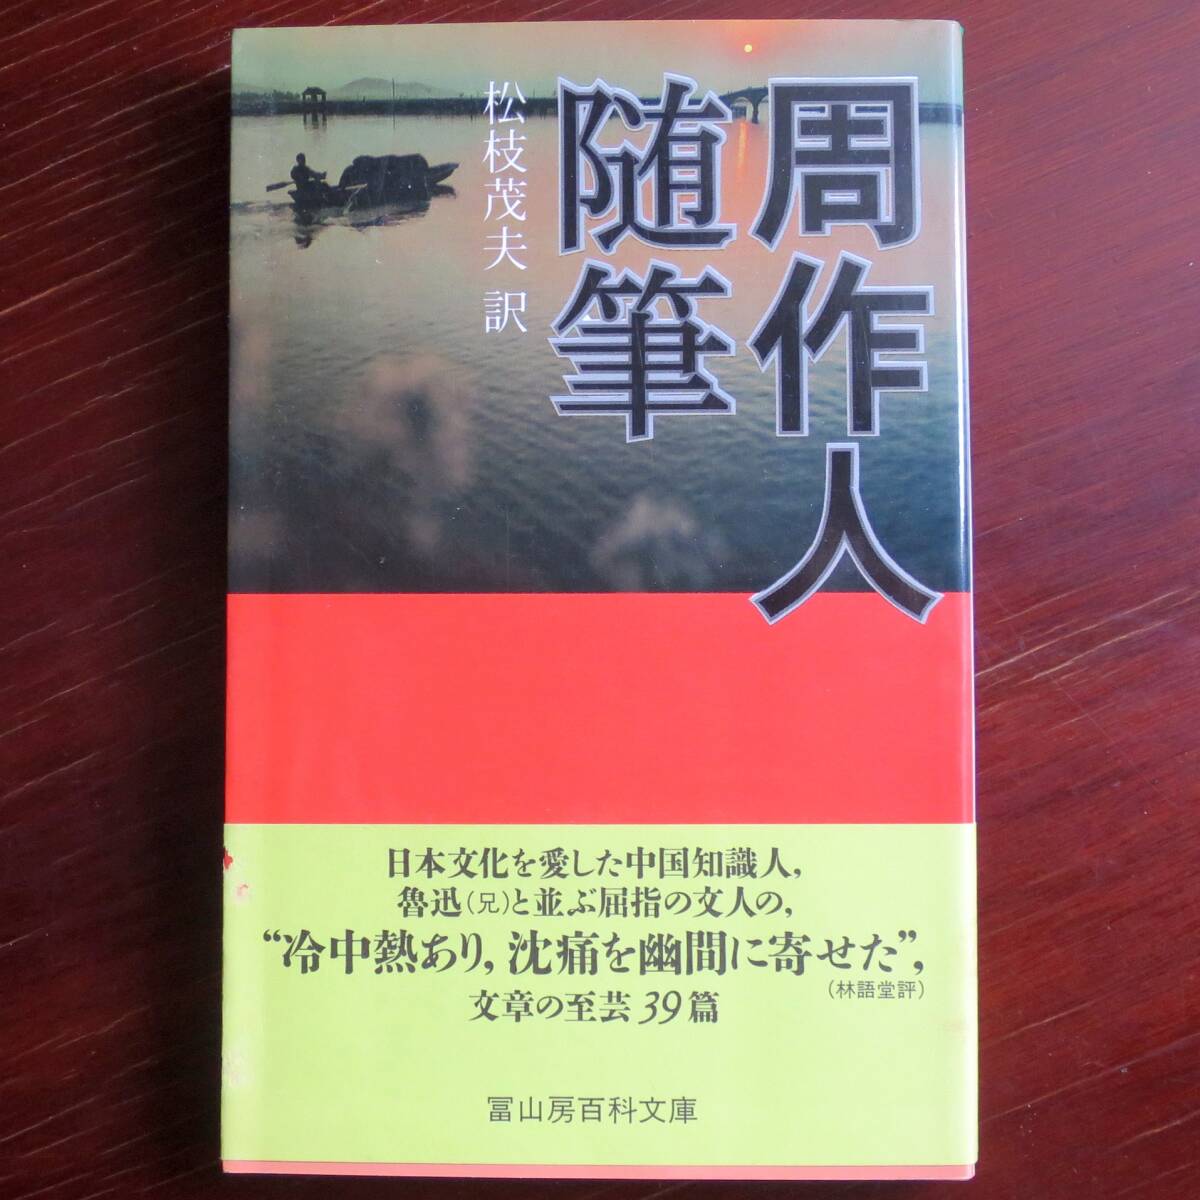 周作人
随筆
松枝茂夫 訳
日本文化を愛した中国知識人,
魯迅(兄)と並ぶ屈指の文人の,
“冷中熱あり, 沈痛を幽間に寄せた”,
(林語堂評)
文章の至芸39篇
冨山房百科文庫